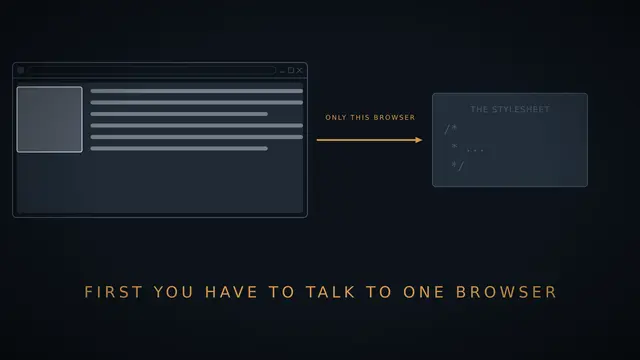 ONLY THIS BROWSER
THE STYLESHEET
/*
* ...
*/
FIRST YOU HAVE TO TALK TO ONE BROWSER